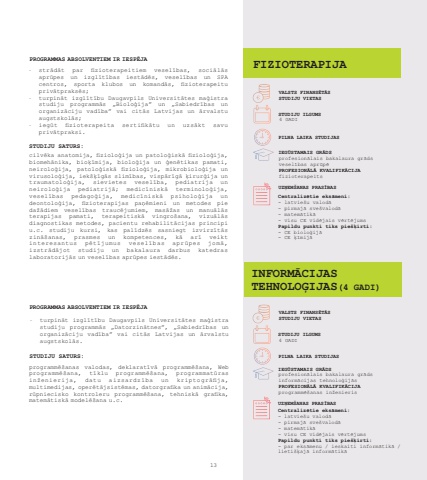 PROGRAMMAS ABSOLVENTIEM IR IESPĒJA
- strādāt par fizioterapeitiem veselības, sociālās
aprūpes un izglītības iestādēs, veselības un SPA
centros, sporta klubos un komandās, fizioterapeitu
privātpraksēs;
- turpināt izglītību Daugavpils Universitātes maģistra
studiju programmās „Bioloģija” un „Sabiedrības un
organizāciju vadība” vai citās Latvijas un ārvalstu
augstskolās;
- iegūt fizioterapeita sertifikātu un uzsākt savu
privātpraksi.
STUDIJU SATURS:
cilvēka anatomija, fizioloģija un patoloģiskā fizioloģija,
biomehānika, bioķīmija, bioloģija un ģenētikas pamati,
neiroloģija, patoloģiskā fizioloģija, mikrobioloģija un
virusoloģija, iekšķīgās slimības, vispārīgā ķirurģija un
traumatoloģija, sievietes veselība, pediatrija un
neiroloģija pediatrijā; medicīniskā terminoloģija,
veselības pedagoģija, medicīniskā psiholoģija un
deontoloģija, fizioterapijas paņēmieni un metodes pie
dažādiem veselības traucējumiem, masāžas un manuālās
terapijas pamati, terapeitiskā vingrošana, vizuālās
diagnostikas metodes, pacientu rehabilitācijas principi
u.c. studiju kursi, kas palīdzēs sasniegt izvirzītās
zināšanas, prasmes un kompetences, kā arī veikt
interesantus pētījumus veselības aprūpes jomā,
izstrādājot studiju un bakalaura darbus katedras
laboratorijās un veselības aprūpes iestādēs.
FIZIOTERAPIJA
VALSTS FINANSĒTĀS
STUDIJU VIETAS
STUDIJU ILGUMS
4 GADI
PILNA LAIKA STUDIJAS
IEGŪSTAMAIS GRĀDS
profesionālais bakalaura grāds
veselības aprūpē
PROFESIONĀLĀ KVALIFIKĀCIJA
fizioterapeits
UZŅEMŠANAS PRASĪBAS
Centralizētie eksāmeni:
- latviešu valodā
- pirmajā svešvalodā
- matemātikā
- visu CE vidējais vērtējums
Papildu punkti tiks piešķirti:
- CE bioloģijā
- CE ķīmijā
PROGRAMMAS ABSOLVENTIEM IR IESPĒJA
- turpināt izglītību Daugavpils Universitātes maģistra
studiju programmās „Datorzinātnes”, „Sabiedrības un
organizāciju vadība” vai citās Latvijas un ārvalstu
augstskolās.
STUDIJU SATURS:
programmēšanas valodas, deklaratīvā programmēšana, Web
programmēšana, tīklu programmēšana, programmatūras
inženierija, datu aizsardzība un kriptogrāfija,
multimedijas, operētājsistēmas, datorgrafika un animācija,
rūpniecisko kontrolieru programmēšana, tehniskā grafika,
matemātiskā modelēšana u.c.
INFORMĀCIJAS
TEHNOLOĢIJAS (4 GADI)
VALSTS FINANSĒTĀS
STUDIJU VIETAS
STUDIJU ILGUMS
4 GADI
PILNA LAIKA STUDIJAS
IEGŪSTAMAIS GRĀDS
profesionālais bakalaura grāds
informācijas tehnoloģijās
PROFESIONĀLĀ KVALIFIKĀCIJA
programmēšanas inženieris
UZŅEMŠANAS PRASĪBAS
Centralizētie eksāmeni:
- latviešu valodā
- pirmajā svešvalodā
- matemātikā
- visu CE vidējais vērtējums
Papildu punkti tiks piešķirti:
- par eksāmenu / ieskaiti informātikā /
lietišķajā informātikā
13